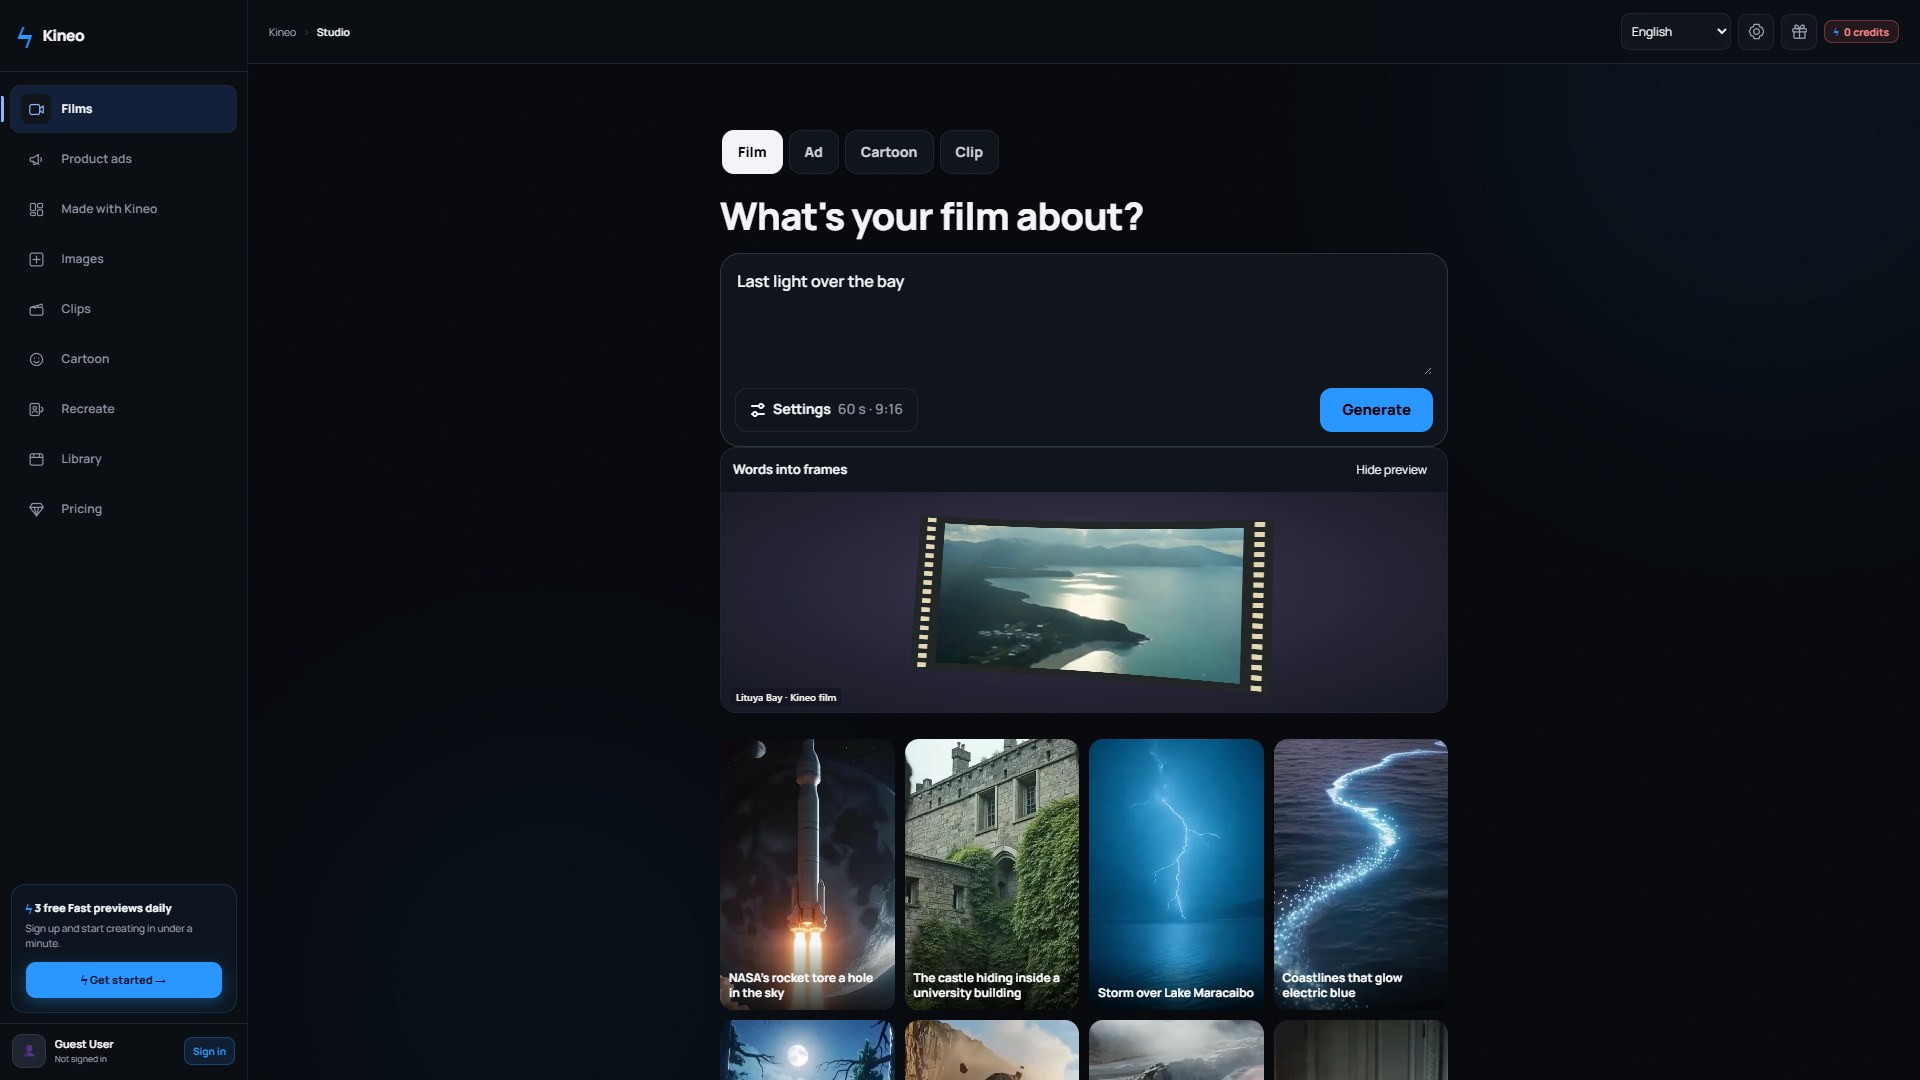 Kineo
Kineo › Studio
English
0 credits
Films
Product ads
Made with Kineo
Images
Clips
Cartoon
Recreate
Library
Pricing
Film
Ad
Cartoon
Clip
What's your film about?
Last light over the bay
Settings 60 s · 9:16
Generate
Words into frames
Hide preview
Lituya Bay · Kineo film
NASA's rocket tore a hole
in the sky
The castle hiding inside a
university building
Storm over Lake Maracaibo
Coastlines that glow
electric blue
3 free Fast previews daily
Sign up and start creating in under a
minute.
Get started →
Guest User
Not signed in
Sign in